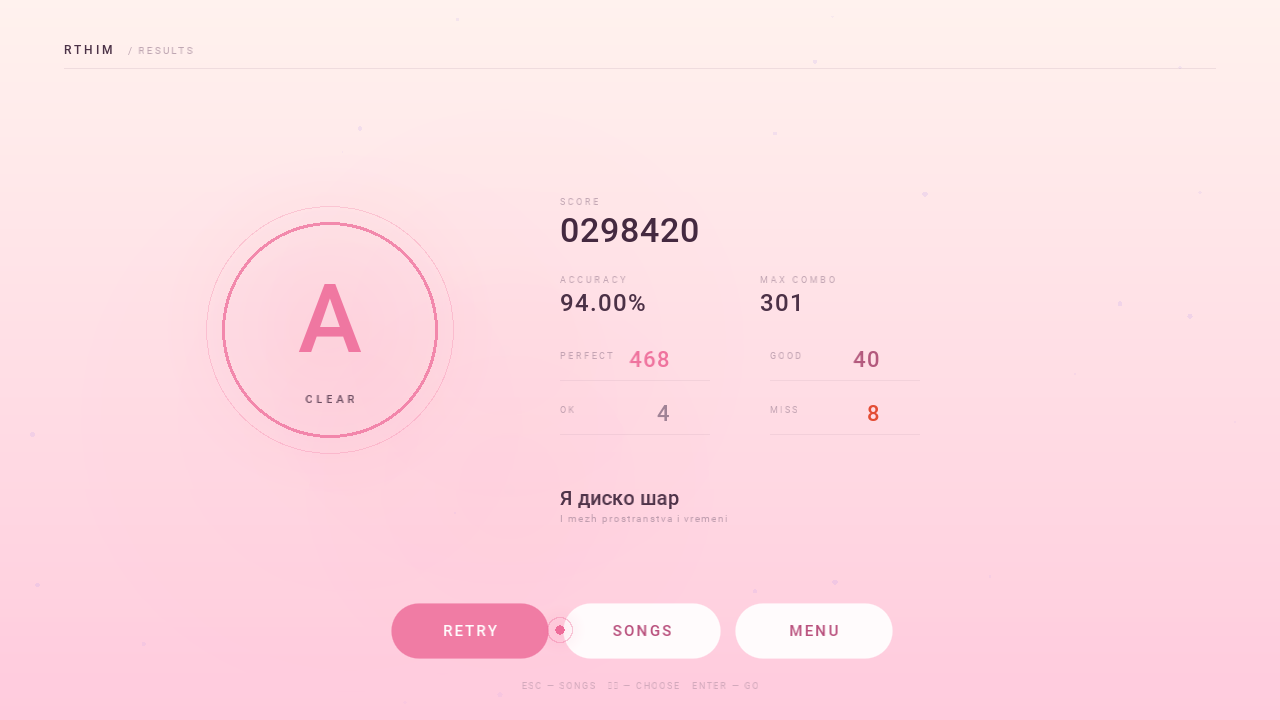 RTHIM / RESULTS
SCORE
0298420
ACCURACY MAX COMBO
94.00% 301
PERFECT 468 GOOD 40
OK 4 MISS 8
A
CLEAR
Я диско шар
I mezh prostranstva i vremeni
RETRY SONGS MENU
ESC — SONGS ▯▯ — CHOOSE ENTER — GO